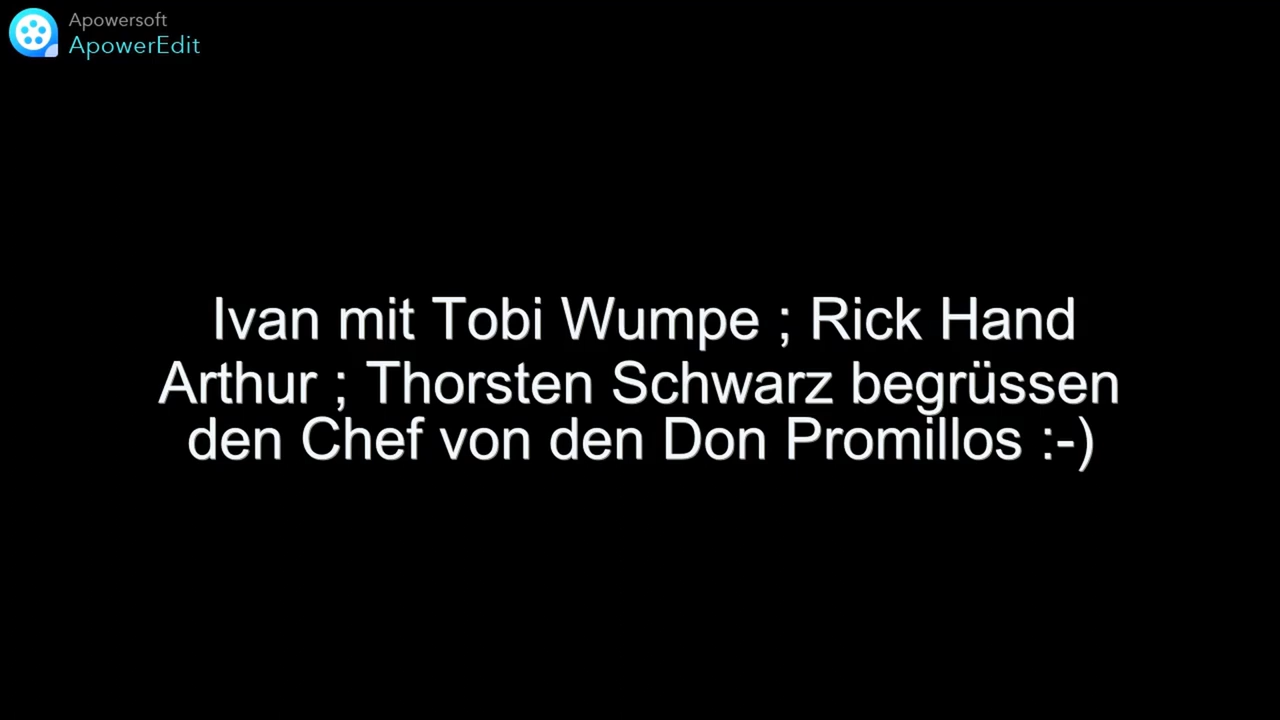 Apowersoft
ApowerEdit
Ivan mit Tobi Wumpe ; Rick Hand
Arthur ; Thorsten Schwarz begrüssen
den Chef von den Don Promillos :-)